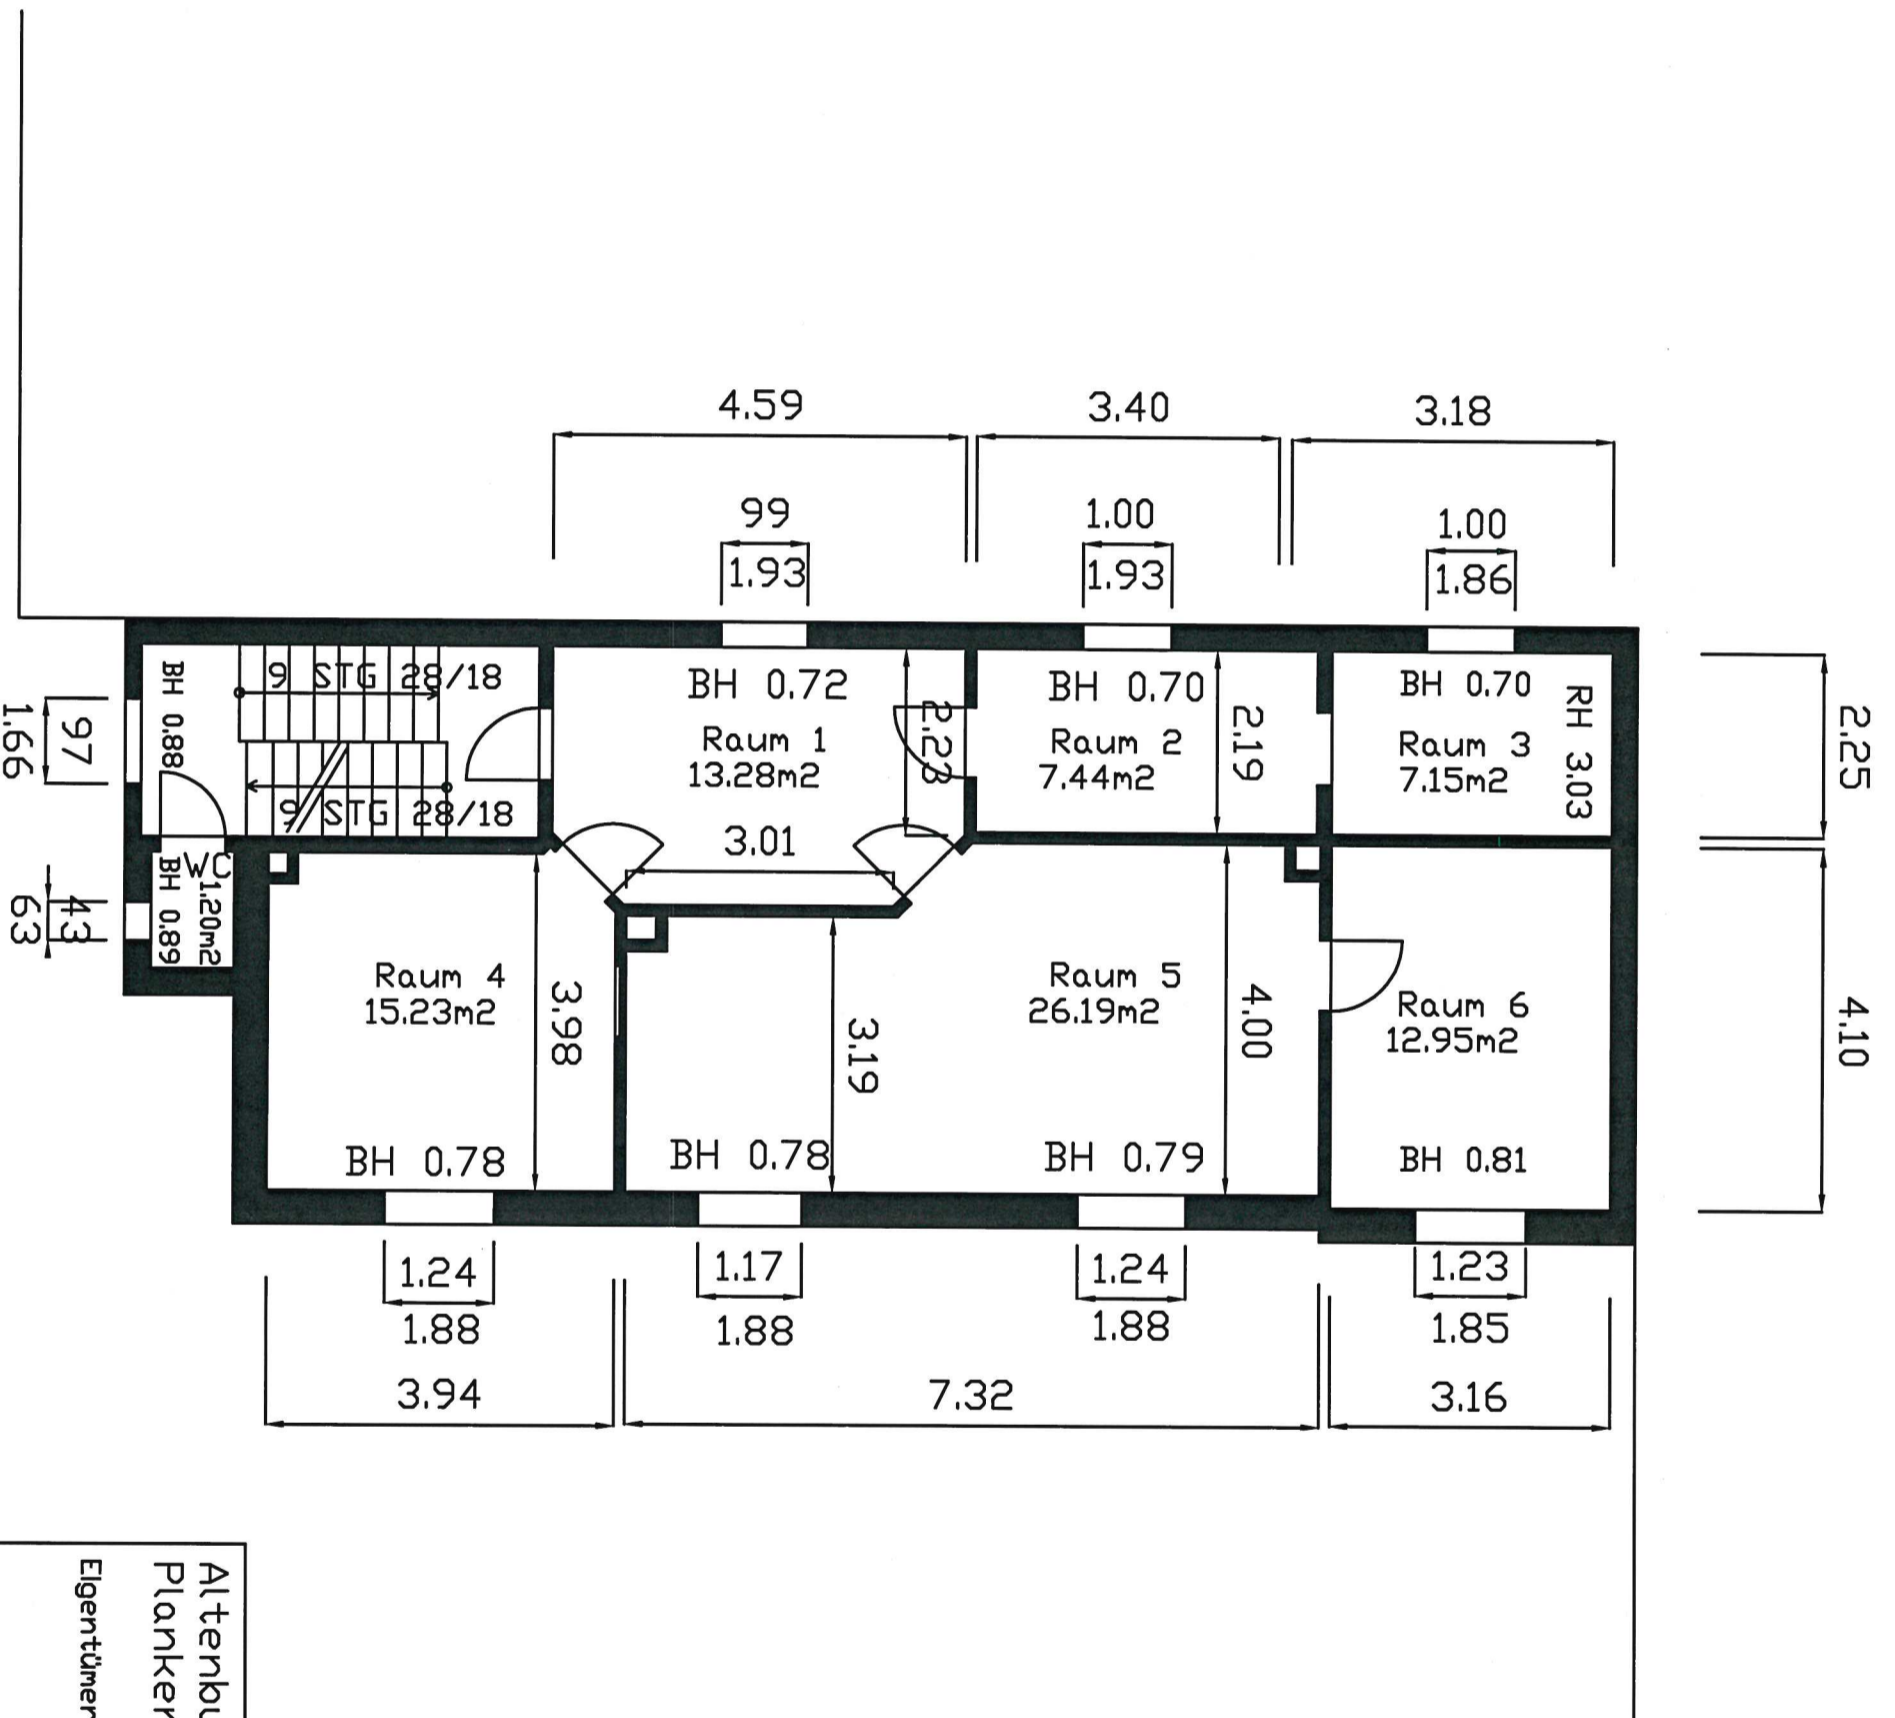 4.59
3.40
3.18
99
1.93
1.00
1.93
1.00
1.86
BH 0.88
9 STG 28/18
9 STG 28/18
BH 0.72
Raum 1
13.28m2
2.23
3.01
BH 0.70
Raum 2
7.44m2
2.19
BH 0.70
Raum 3
7.15m2
RH 3.03
2.25
4.10
97
1.66
43
63
WC
1.20m2
BH 0.89
Raum 4
15.23m2
3.98
BH 0.78
3.19
BH 0.78
Raum 5
26.19m2
4.00
BH 0.79
Raum 6
12.95m2
BH 0.81
1.24
1.88
1.17
1.88
1.24
1.88
1.23
1.85
3.94
7.32
3.16
Altenbu
Planker
Eigentümer